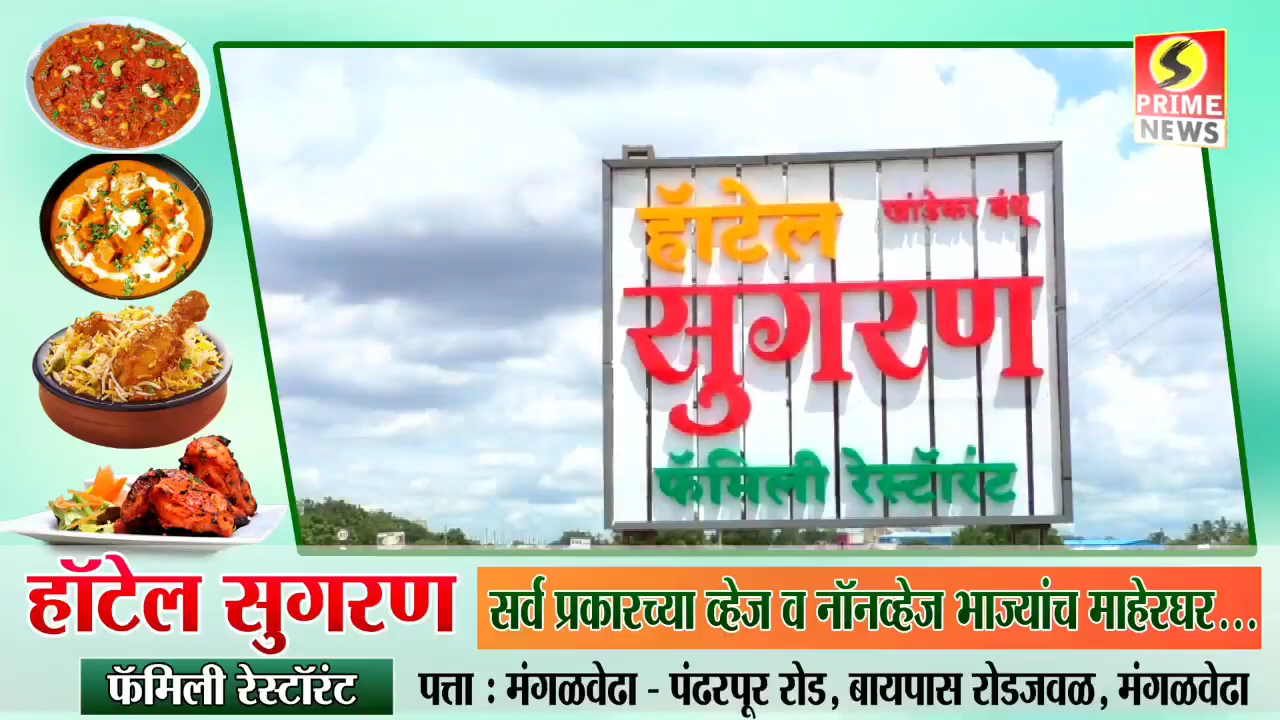 S
PRIME
NEWS
हॉटेल
खांडेकर बंधू
सुगरण
फॅमिली रेस्टॉरंट
हॉटेल सुगरण
सर्व प्रकारच्या व्हेज व नॉनव्हेज भाज्यांच माहेरघर...
फॅमिली रेस्टॉरंट
पत्ता : मंगळवेढा - पंढरपूर रोड, बायपास रोडजवळ, मंगळवेढा